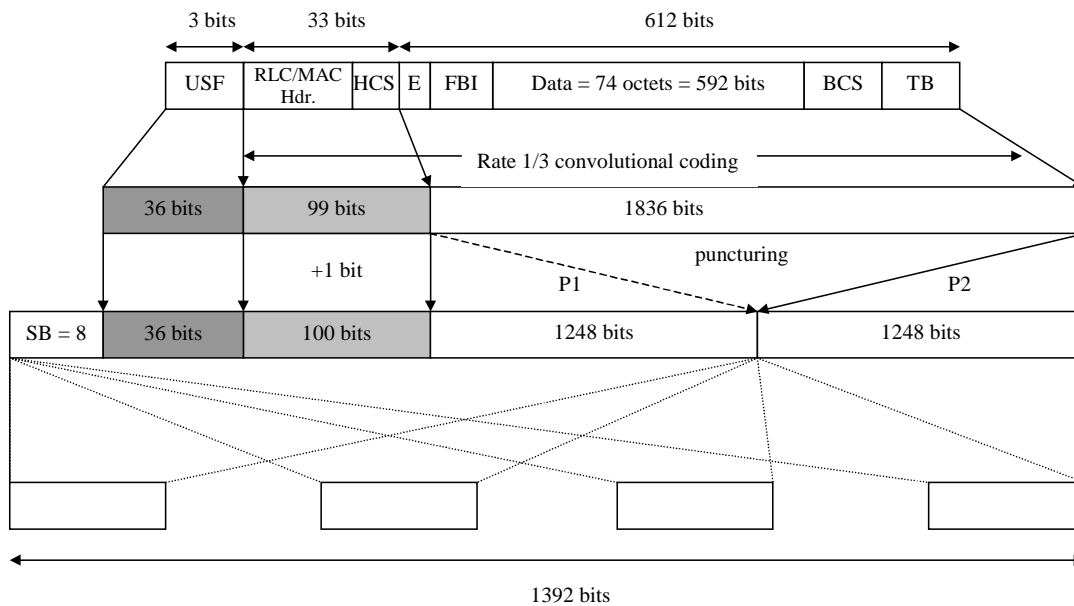 3 bits 33 bits 612 bits
USF RLC/MAC Hdr. HCS E FBI Data = 74 octets = 592 bits BCS TB
Rate 1/3 convolutional coding
36 bits 99 bits 1836 bits
puncturing
+1 bit P1 P2
SB = 8 36 bits 100 bits 1248 bits 1248 bits
1392 bits